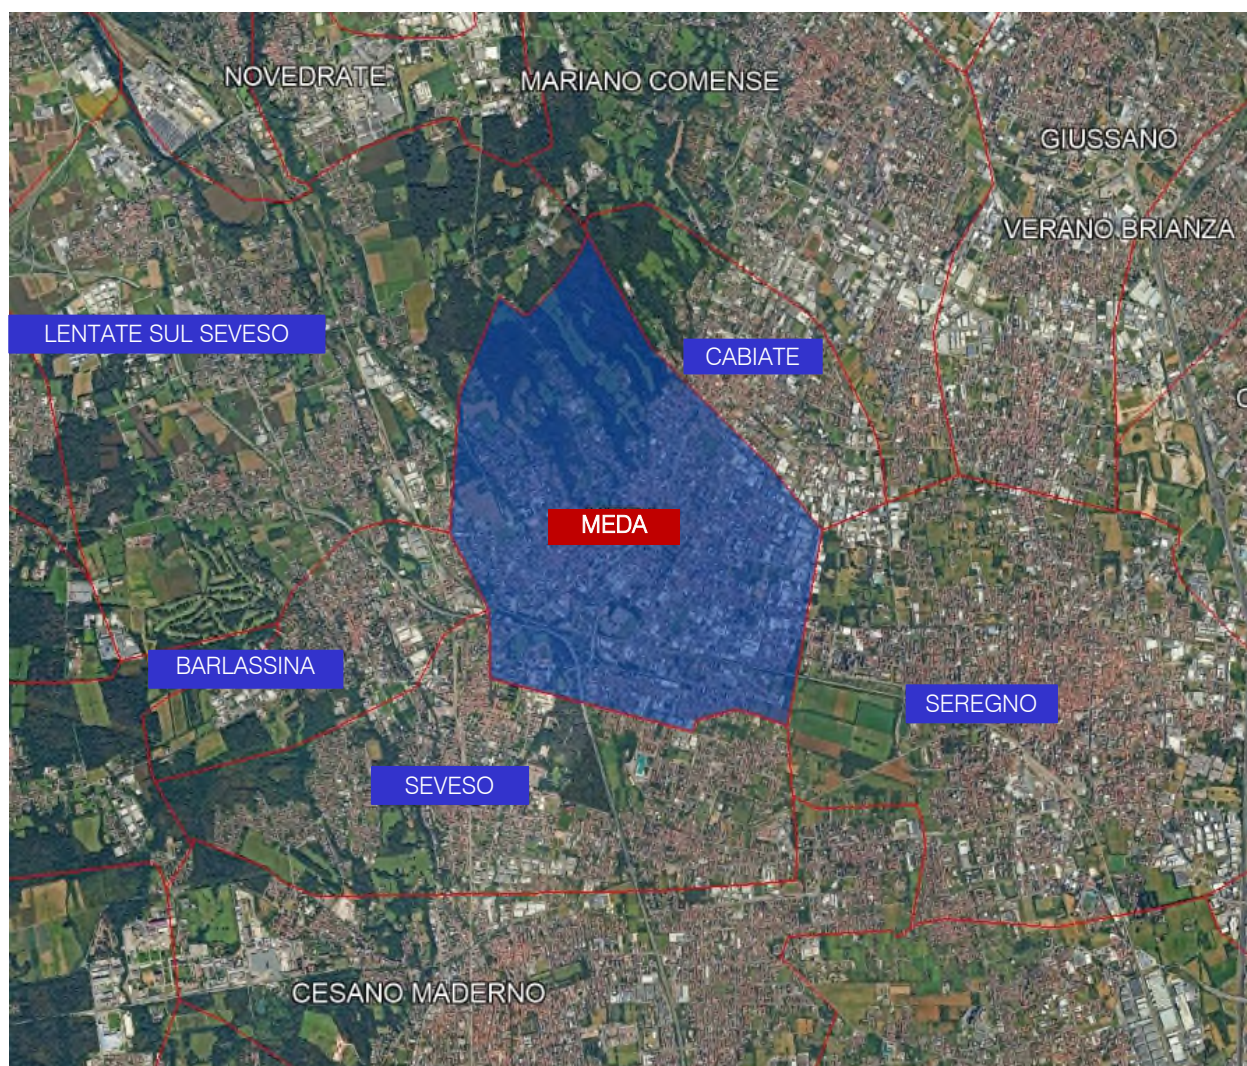 NOVEDRATE
MARIANO COMENSE
GIUSSANO
VERANO BRIANZA
LENTATE SUL SEVESO
CABIATE
MEDA
BARLASSINA
SEREGNO
SEVESO
CESANO MADERNO